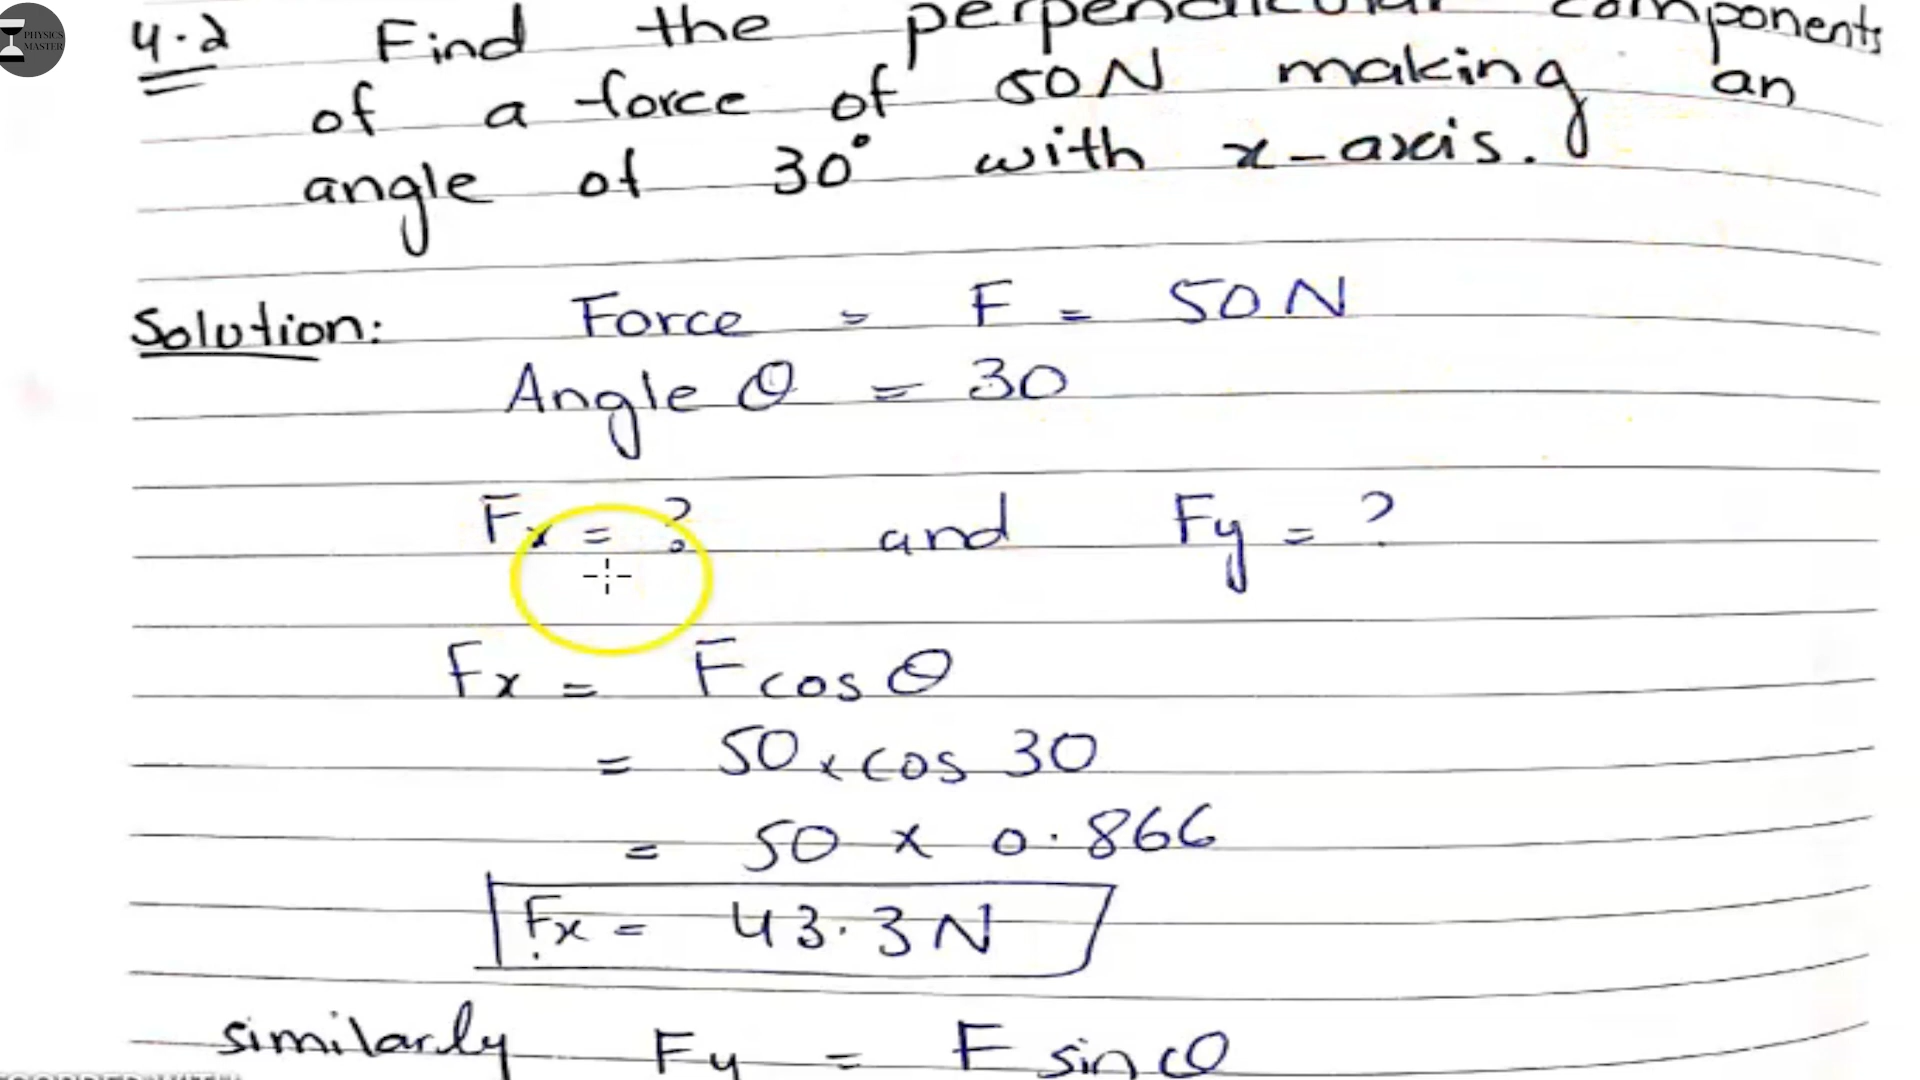 PHYSICS
MASTER
4.2 Find the perpendicular components
of a force of 50N making an
angle of 30° with x-axis.
Solution: Force = F = 50N
Angle θ = 30
Fx = ? and Fy = ?
Fx = F cos θ
= 50 × cos 30
= 50 × 0.866
Fx = 43.3N
similarly Fy = F sin θ